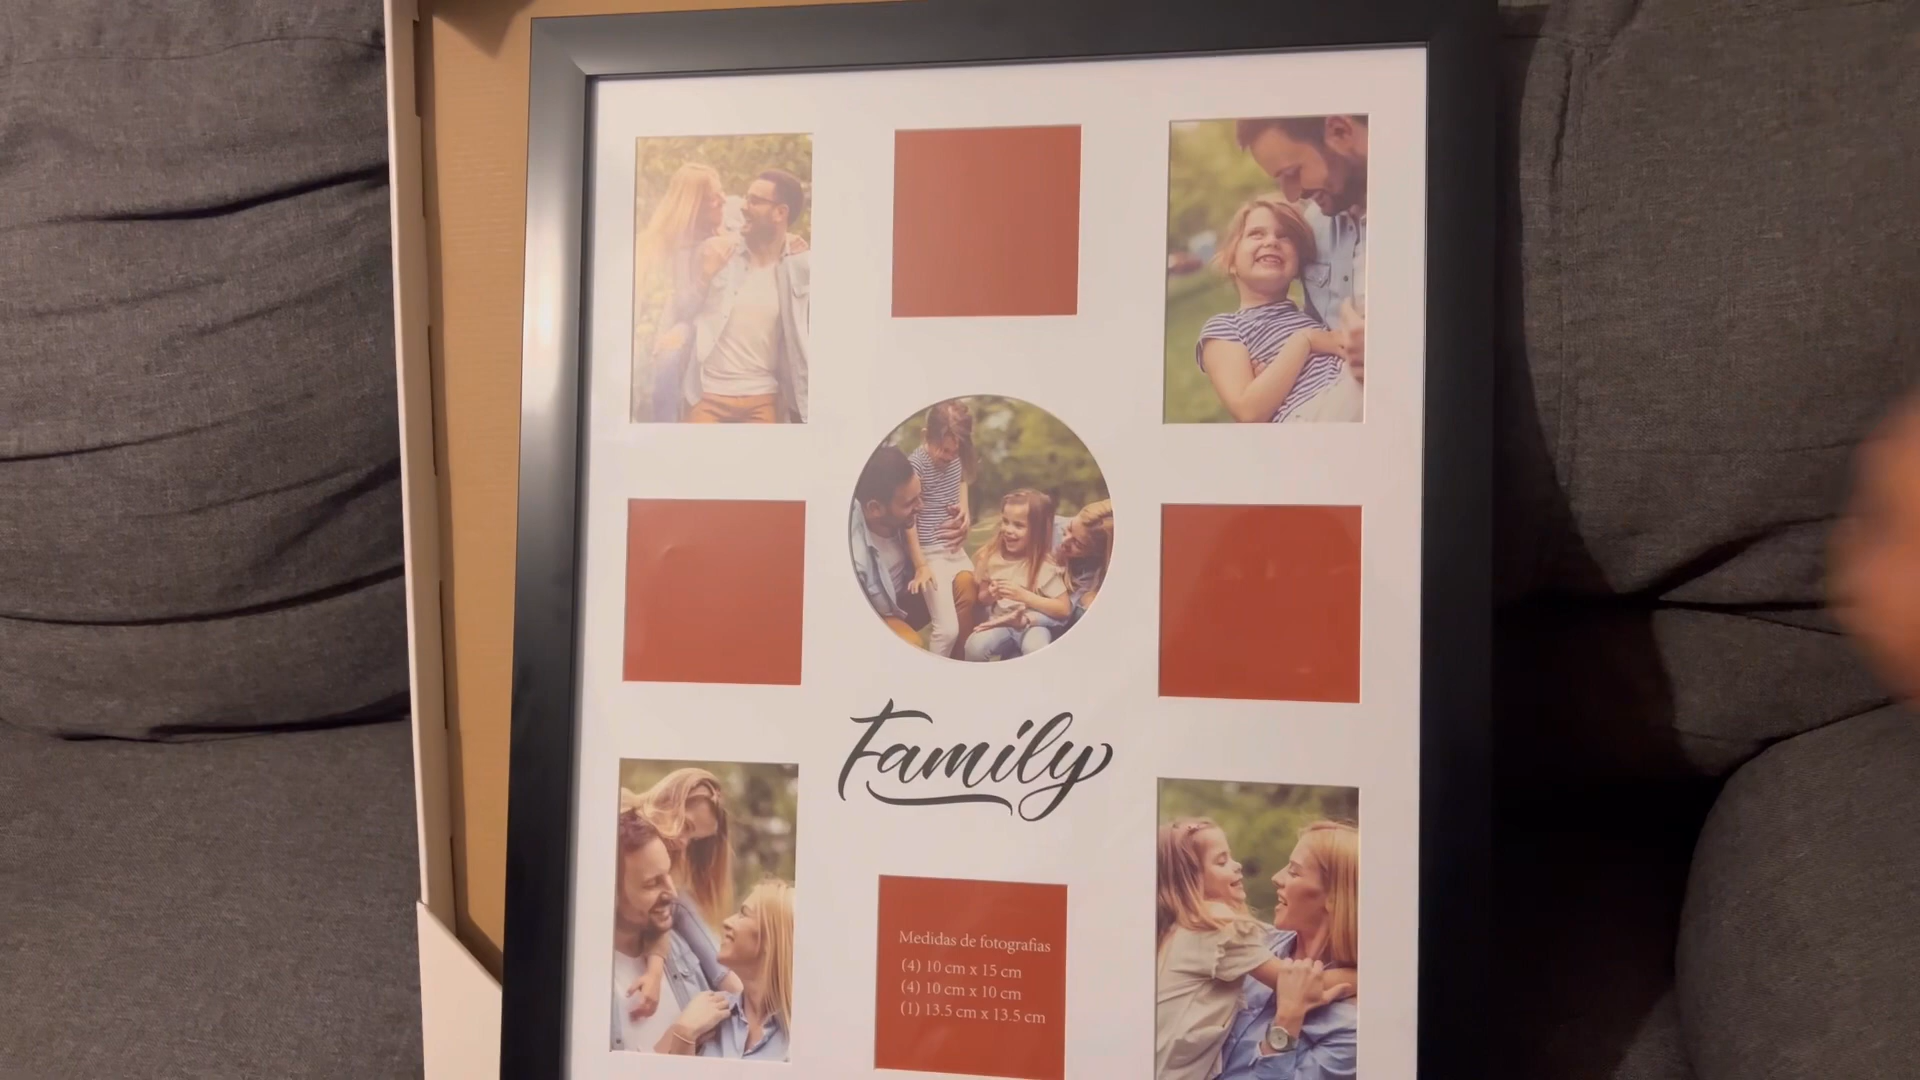 Family
Medidas de fotografias
(4) 10 cm x 15 cm
(4) 10 cm x 10 cm
(1) 13.5 cm x 13.5 cm